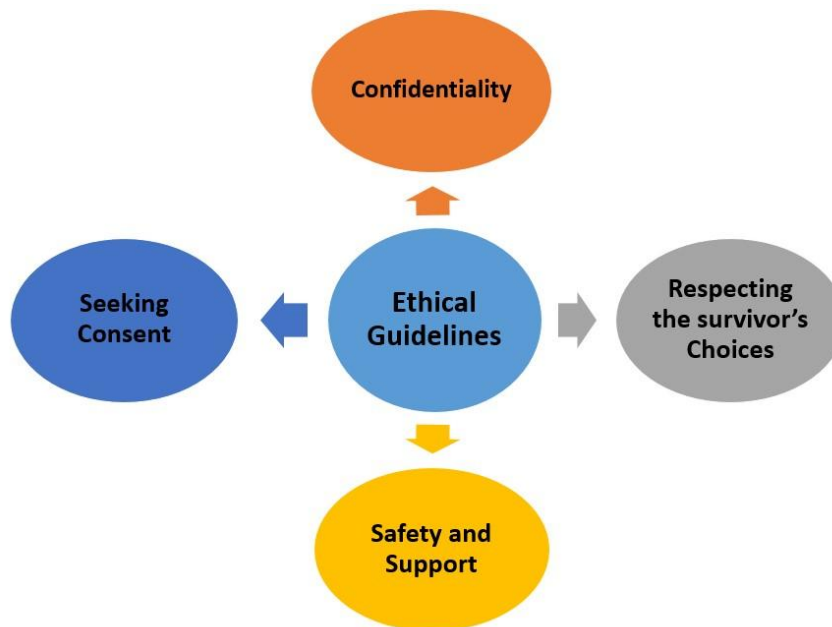 Confidentiality
Seeking
Consent
Ethical
Guidelines
Respecting
the survivor's
Choices
Safety and
Support